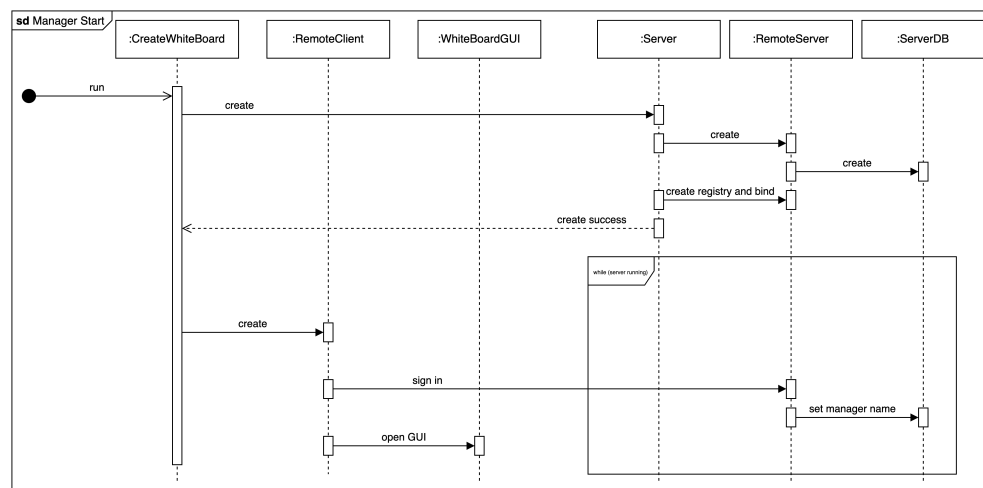 sd Manager Start
:CreateWhiteBoard
:RemoteClient
:WhiteBoardGUI
:Server
:RemoteServer
:ServerDB
run
create
create
create
create registry and bind
create success
while (server running)
create
sign in
set manager name
open GUI